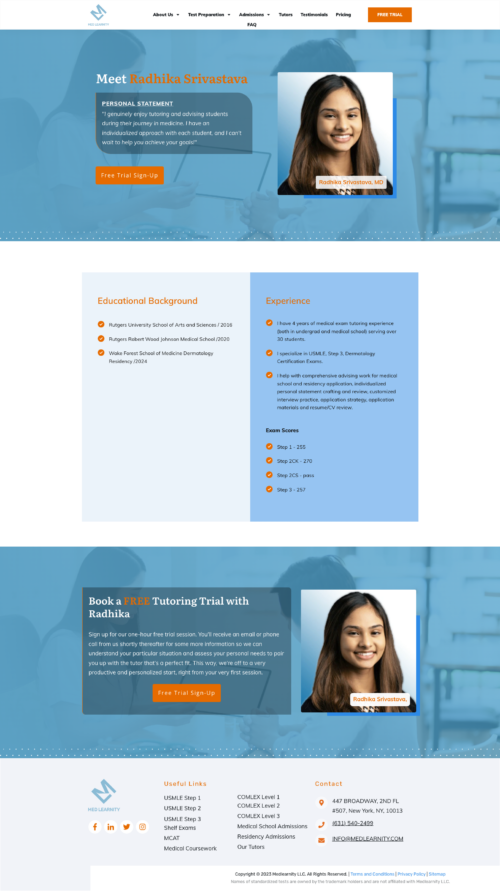 About Us
Test Preparation
Admissions
Tutors
Testimonials
Pricing
FREE TRIAL
FAQ
MED LEARNITY
Meet Radhika Srivastava
PERSONAL STATEMENT
"I genuinely enjoy tutoring and advising students
during their journey in medicine. I have an
individualized approach with each student, and I can't
wait to help you achieve your goals!"
Free Trial Sign-Up
Radhika Srivastava, MD
Educational Background
Rutgers University School of Arts and Sciences / 2016
Rutgers Robert Wood Johnson Medical School /2020
Wake Forest School of Medicine Dermatology
Residency /2024
Experience
I have 4 years of medical exam tutoring experience
(both in undergrad and medical school) serving over
30 students.
I specialize in USMLE, Step 3, Dermatology
Certification Exams.
I help with comprehensive advising work for medical
school and residency application, individualized
personal statement crafting and review, customized
interview practice, application strategy, application
materials and resume/CV review.
Exam Scores
Step 1 - 255
Step 2CK - 270
Step 2CS - pass
Step 3 - 257
Book a FREE Tutoring Trial with
Radhika
Sign up for our one-hour free trial session. You'll receive an email or phone
call from us shortly thereafter for some more information so we can
understand your particular situation and assess your personal needs to pair
you up with the tutor that's a perfect fit. This way, we're off to a very
productive and personalized start, right from your very first session.
Free Trial Sign-Up
Radhika Srivastava,
MED LEARNITY
Useful Links
USMLE Step 1
USMLE Step 2
USMLE Step 3
Shelf Exams
MCAT
Medical Coursework
COMLEX Level 1
COMLEX Level 2
COMLEX Level 3
Medical School Admissions
Residency Admissions
Our Tutors
Contact
447 BROADWAY, 2ND FL
#507, New York, NY, 10013
(631) 540-2499
INFO@MEDLEARNITY.COM
Copyright © 2023 Medlearnity LLC, All Rights Reserved. | Terms and Conditions | Privacy Policy | Sitemap
Names of standardized tests are owned by the trademark holders and are not affiliated with Medlearnity LLC.